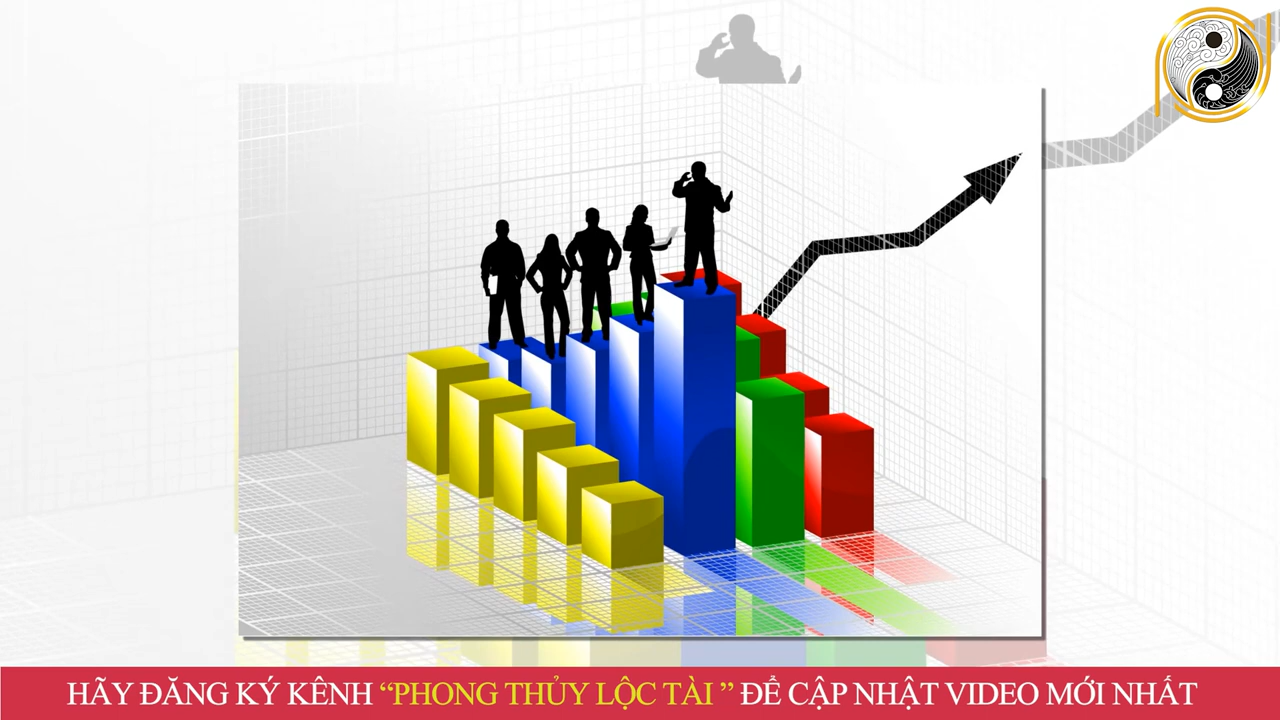 HÃY ĐĂNG KÝ KÊNH “PHONG THỦY LỘC TÀI ” ĐỂ CẬP NHẬT VIDEO MỚI NHẤT